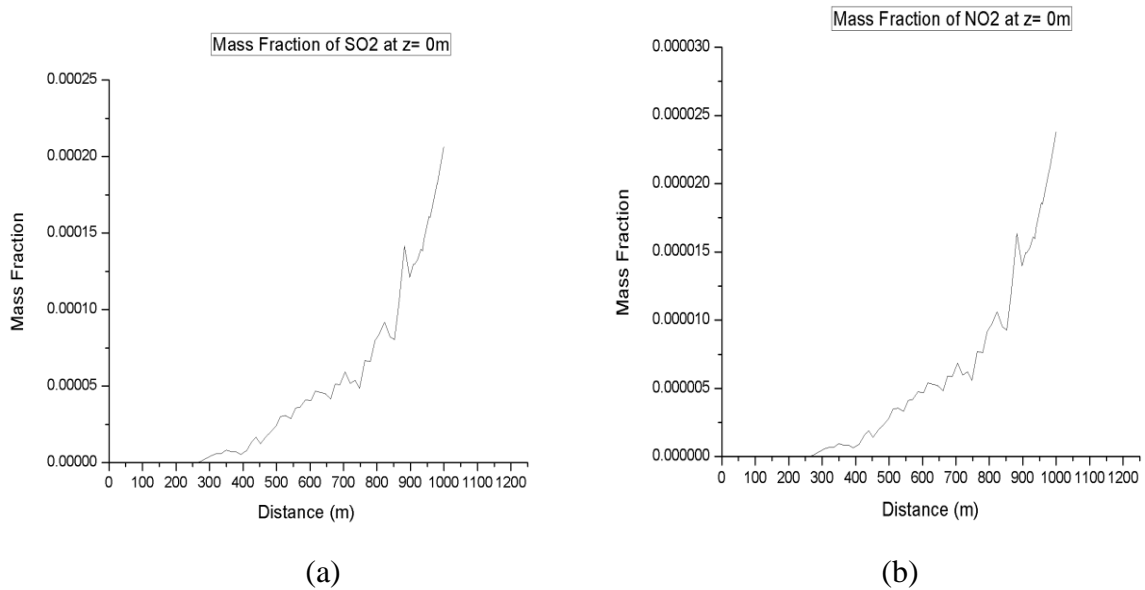 Mass Fraction of SO2 at z= 0m
0.00025
0.00020
0.00015
0.00010
0.00005
0.00000
Mass Fraction
0 100 200 300 400 500 600 700 800 900 1000 1100 1200
Distance (m)
(a)
Mass Fraction of NO2 at z= 0m
0.000030
0.000025
0.000020
0.000015
0.000010
0.000005
0.000000
Mass Fraction
0 100 200 300 400 500 600 700 800 900 1000 1100 1200
Distance (m)
(b)